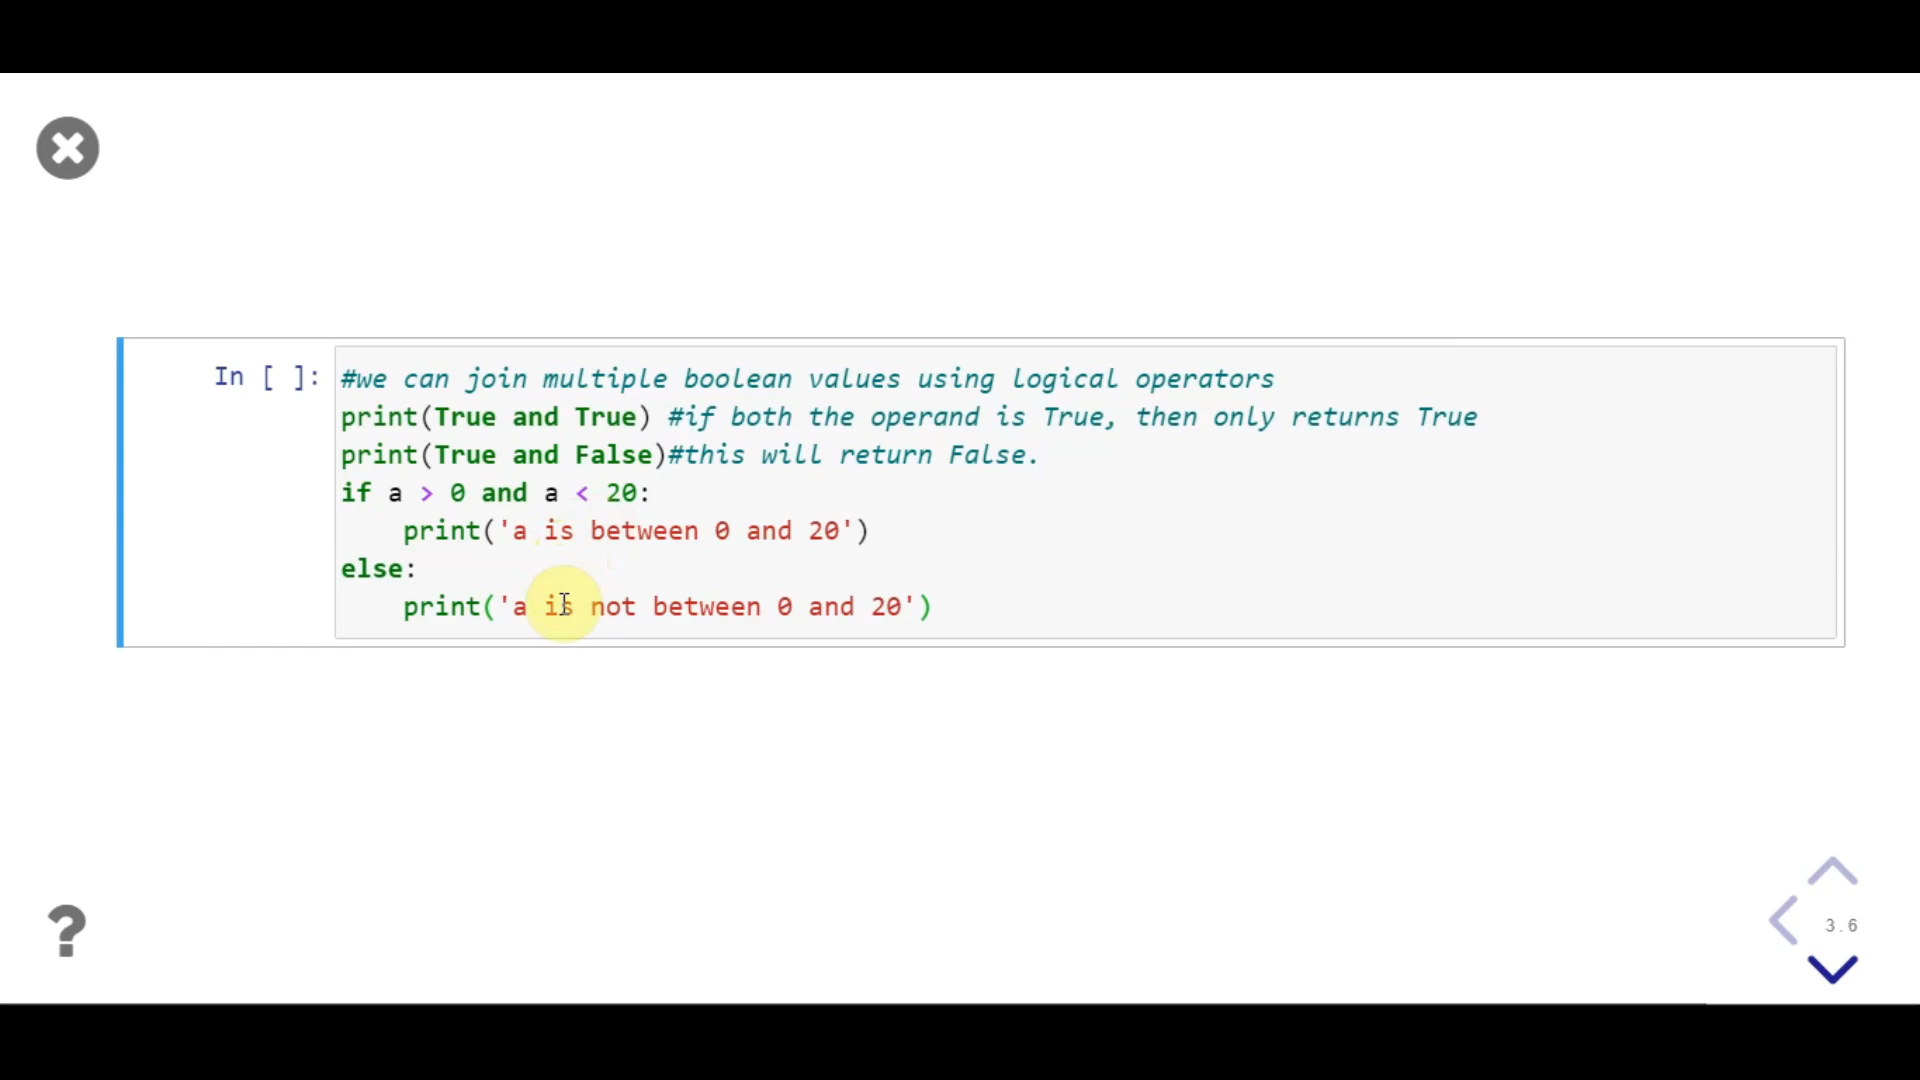 In [ ]:
#we can join multiple boolean values using logical operators
print(True and True) #if both the operand is True, then only returns True
print(True and False)#this will return False.
if a > 0 and a < 20:
    print('a is between 0 and 20')
else:
    print('a is not between 0 and 20')
?
3.6